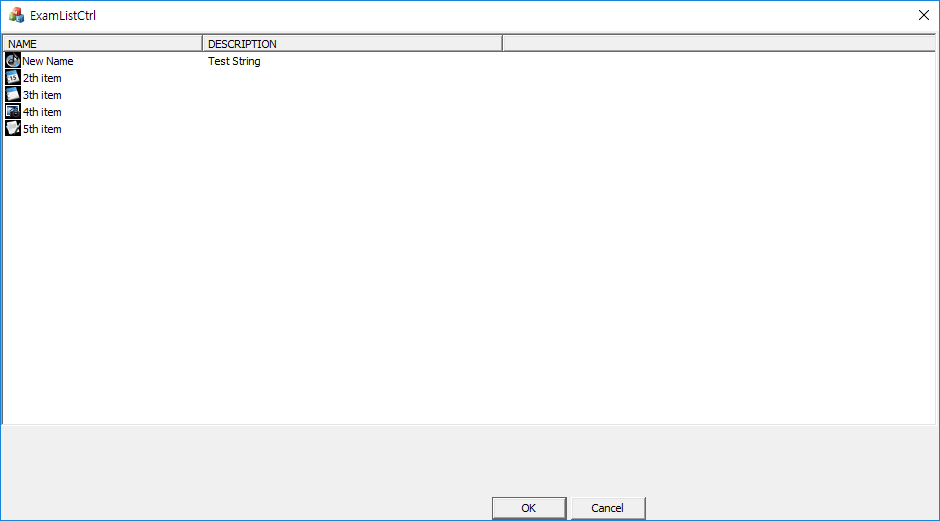 ExamListCtrl
NAME DESCRIPTION
New Name Test String
2th item
3th item
4th item
5th item
OK Cancel